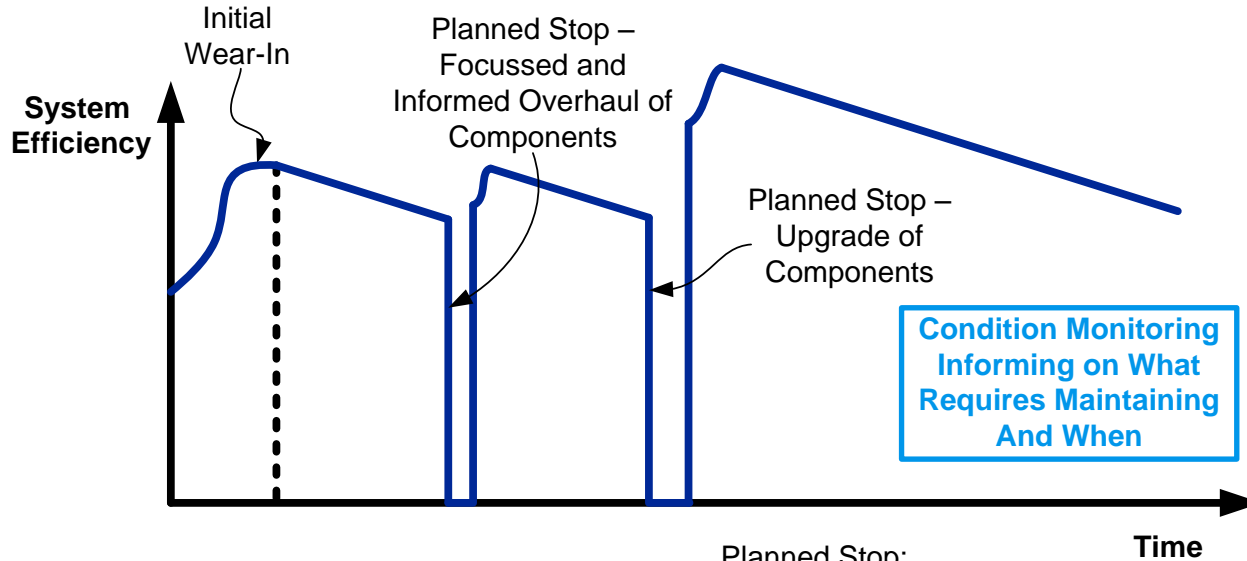 Initial
Wear-In
Planned Stop –
Focussed and
Informed Overhaul of
Components
System
Efficiency
Planned Stop –
Upgrade of
Components
Condition Monitoring
Informing on What
Requires Maintaining
And When
Time
Planned Stop: